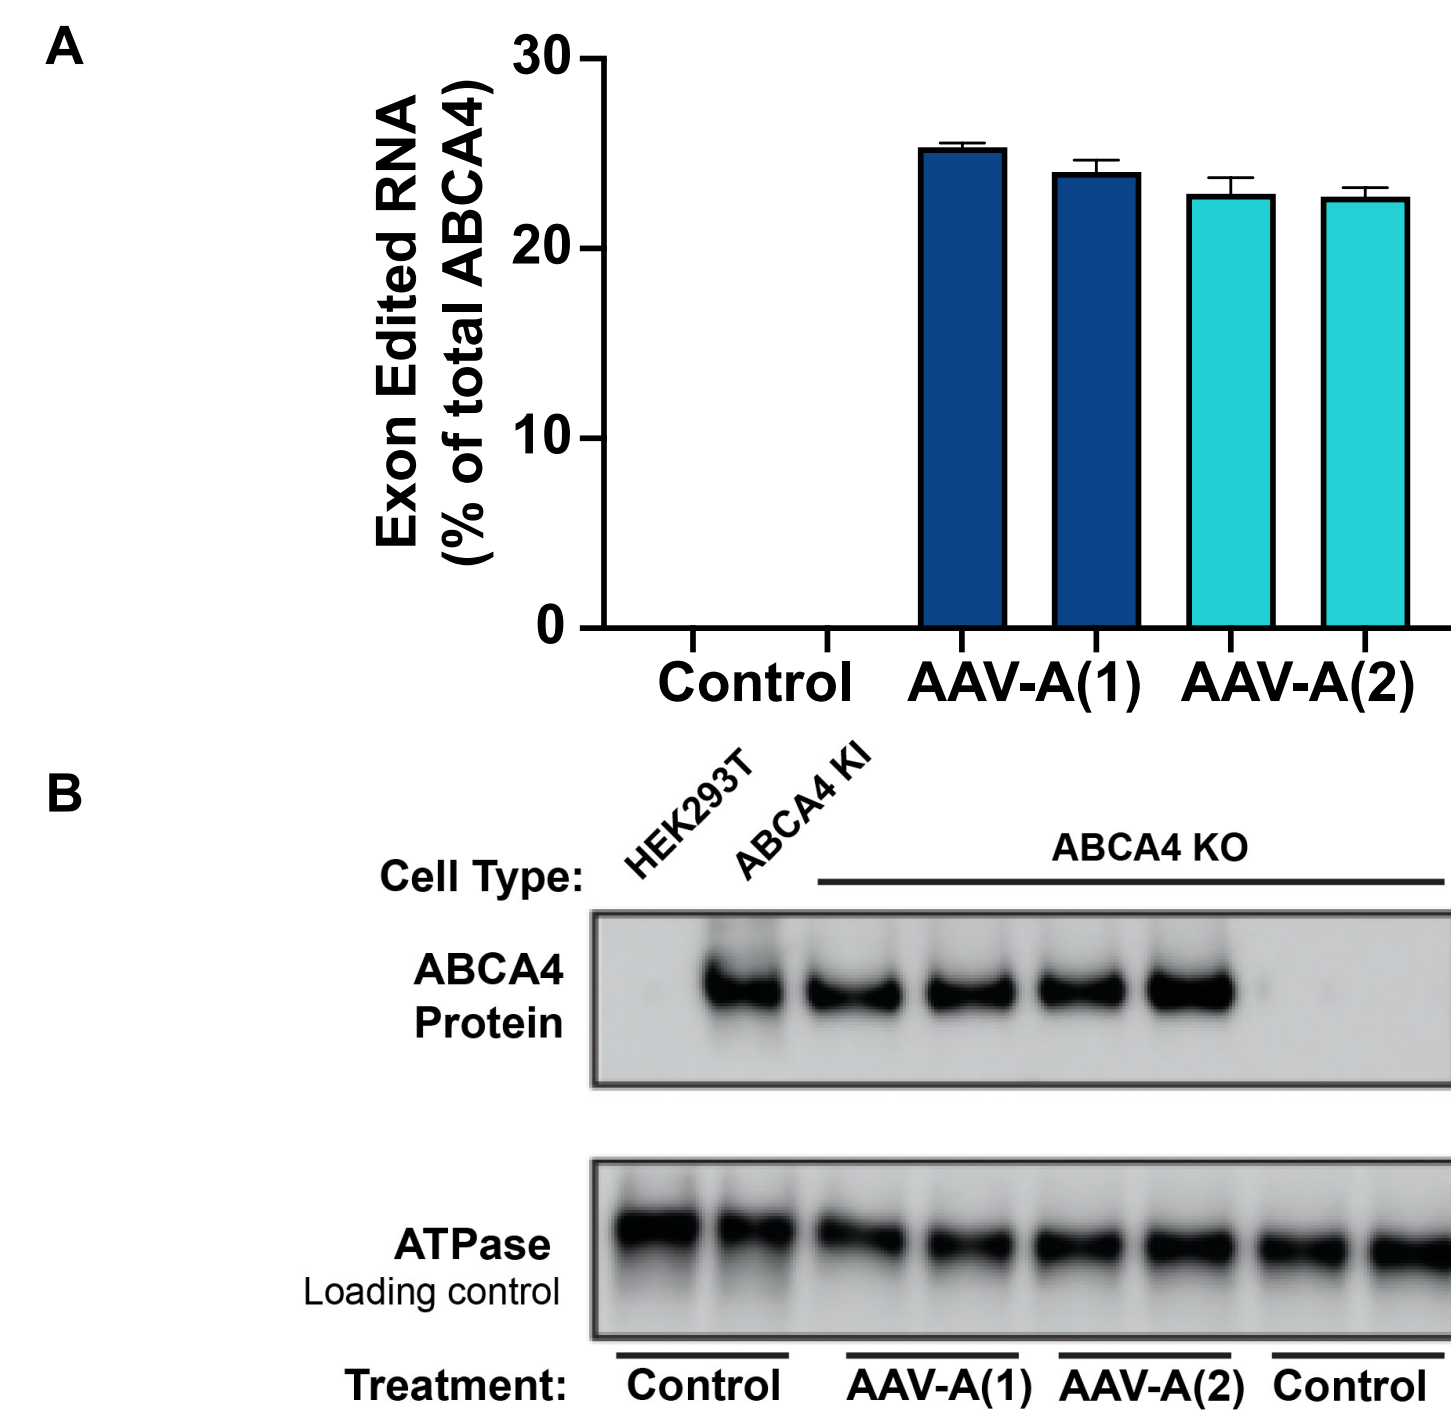 A
30
20
10
0
Exon Edited RNA
(% of total ABCA4)
Control AAV-A(1) AAV-A(2)
B
HEK293T
ABCA4 KI
ABCA4 KO
Cell Type:
ABCA4
Protein
ATPase
Loading control
Treatment: Control AAV-A(1) AAV-A(2) Control